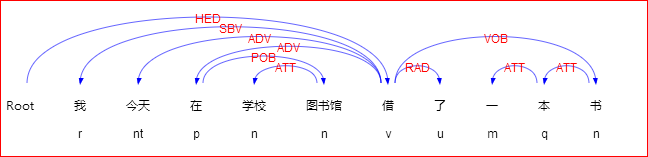 HED
SBV
ADV VOB
ADV
POB
ATT RAD ATT ATT
Root 我 今天 在 学校 图书馆 借 了 一 本 书
r nt p n n v u m q n